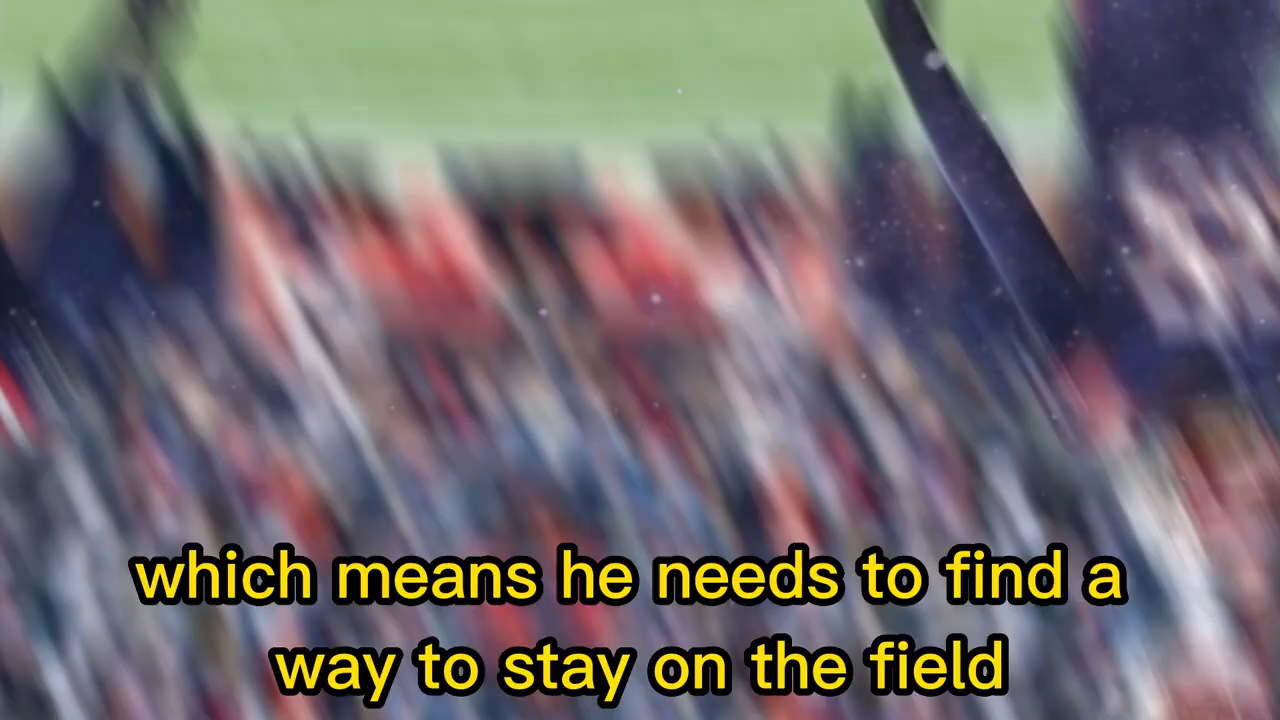 which means he needs to find a
way to stay on the field